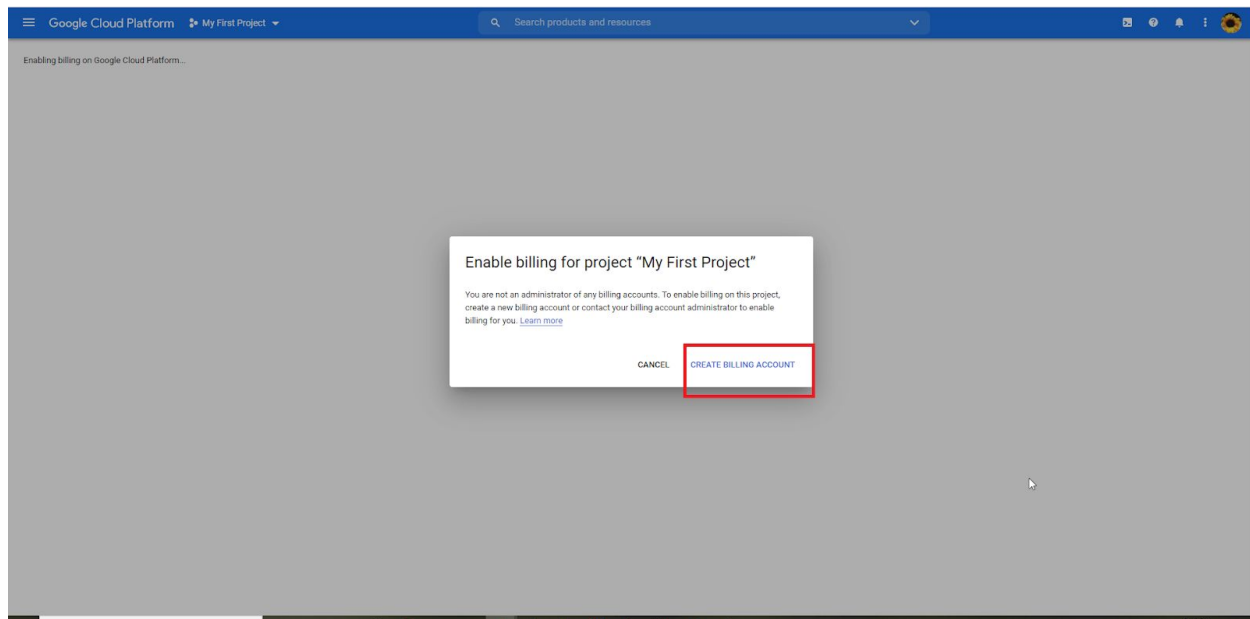 Google Cloud Platform My First Project Search products and resources
Enabling billing on Google Cloud Platform...
Enable billing for project “My First Project”
You are not an administrator of any billing accounts. To enable billing on this project,
create a new billing account or contact your billing account administrator to enable
billing for you. Learn more
CANCEL CREATE BILLING ACCOUNT